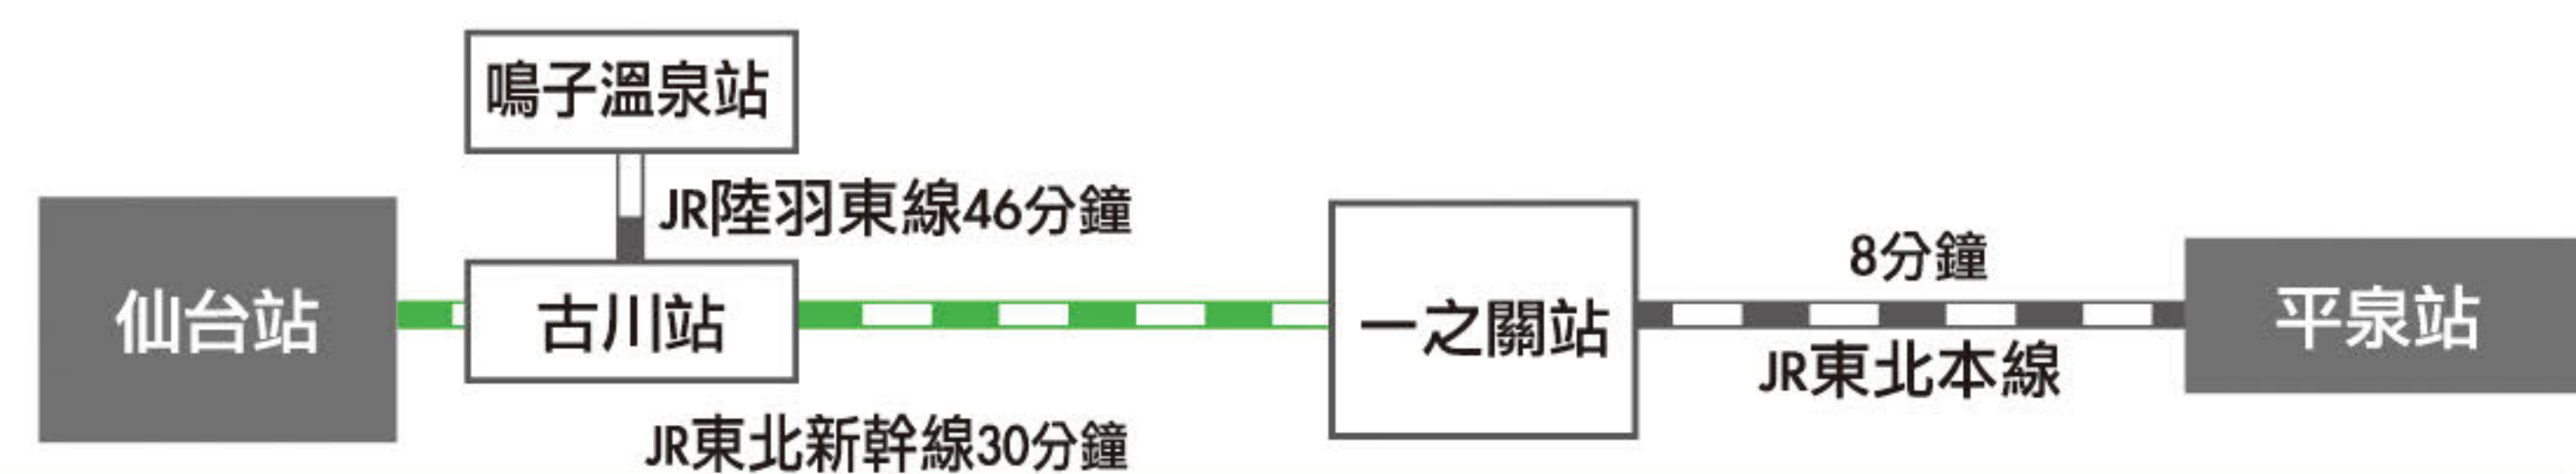 鳴子溫泉站
JR陸羽東線46分鐘
仙台站
古川站
一之關站
8分鐘
JR東北本線
平泉站
JR東北新幹線30分鐘